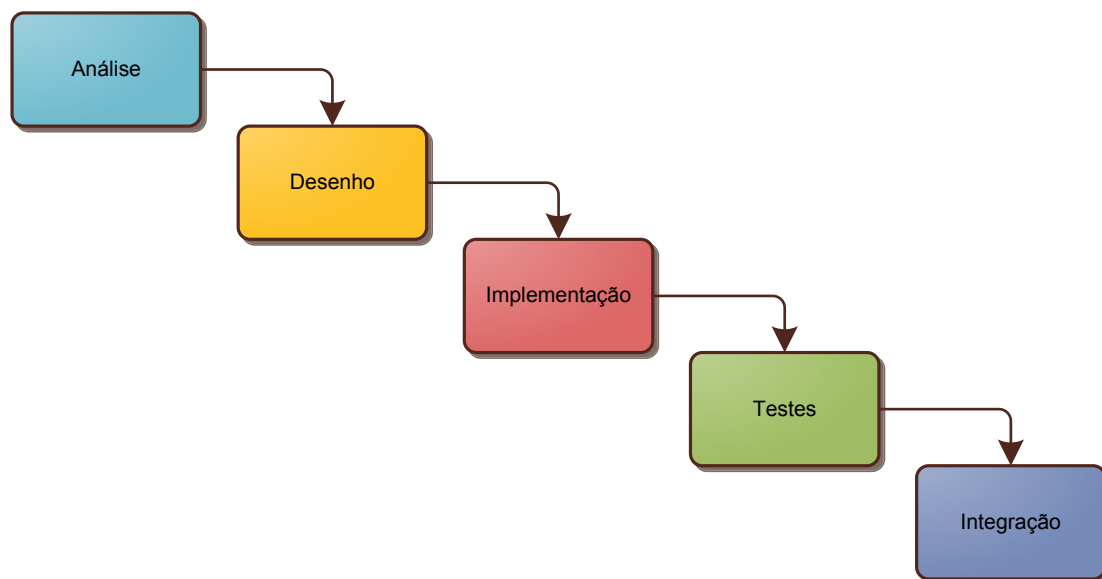 Análise
Desenho
Implementação
Testes
Integração